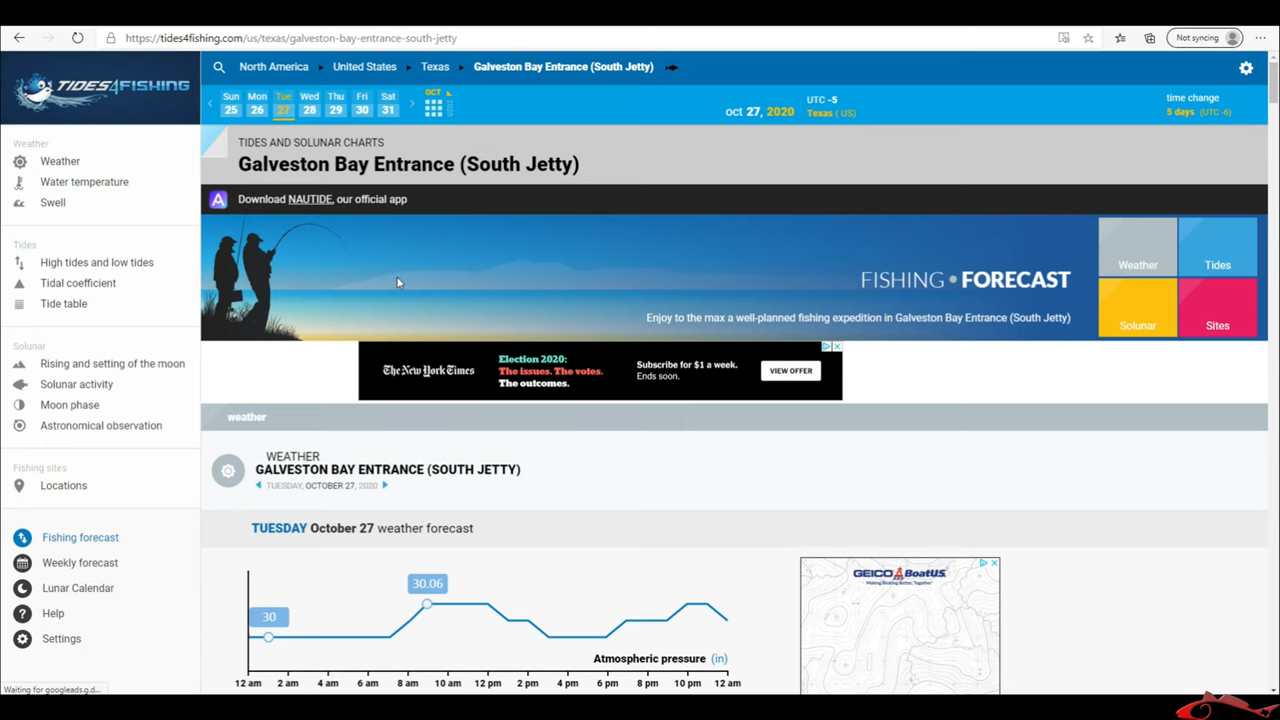 https://tides4fishing.com/us/texas/galveston-bay-entrance-south-jetty
Not syncing
TIDES4FISHING
North America
United States
Texas
Galveston Bay Entrance (South Jetty)
Sun Mon Tue Wed Thu Fri Sat
25 26 27 28 29 30 31
OCT
2020
oct 27, 2020
UTC -5
Texas (US)
time change
5 days (UTC -6)
Weather
Weather
Water temperature
Swell
Tides
High tides and low tides
Tidal coefficient
Tide table
Solunar
Rising and setting of the moon
Solunar activity
Moon phase
Astronomical observation
Fishing sites
Locations
Fishing forecast
Weekly forecast
Lunar Calendar
Help
Settings
Waiting for googleads.g.d...
TIDES AND SOLUNAR CHARTS
Galveston Bay Entrance (South Jetty)
A
Download NAUTIDE, our official app
FISHING • FORECAST
Enjoy to the max a well-planned fishing expedition in Galveston Bay Entrance (South Jetty)
Weather
Tides
Solunar
Sites
The New York Times
Election 2020:
The issues. The votes.
The outcomes.
Subscribe for $1 a week.
Ends soon.
VIEW OFFER
weather
WEATHER
GALVESTON BAY ENTRANCE (SOUTH JETTY)
TUESDAY, OCTOBER 27, 2020
TUESDAY October 27 weather forecast
30.06
30
Atmospheric pressure (in)
12 am 2 am 4 am 6 am 8 am 10 am 12 pm 2 pm 4 pm 6 pm 8 pm 10 pm 12 am
GEICO BoatUS
Making Boating Better, Together